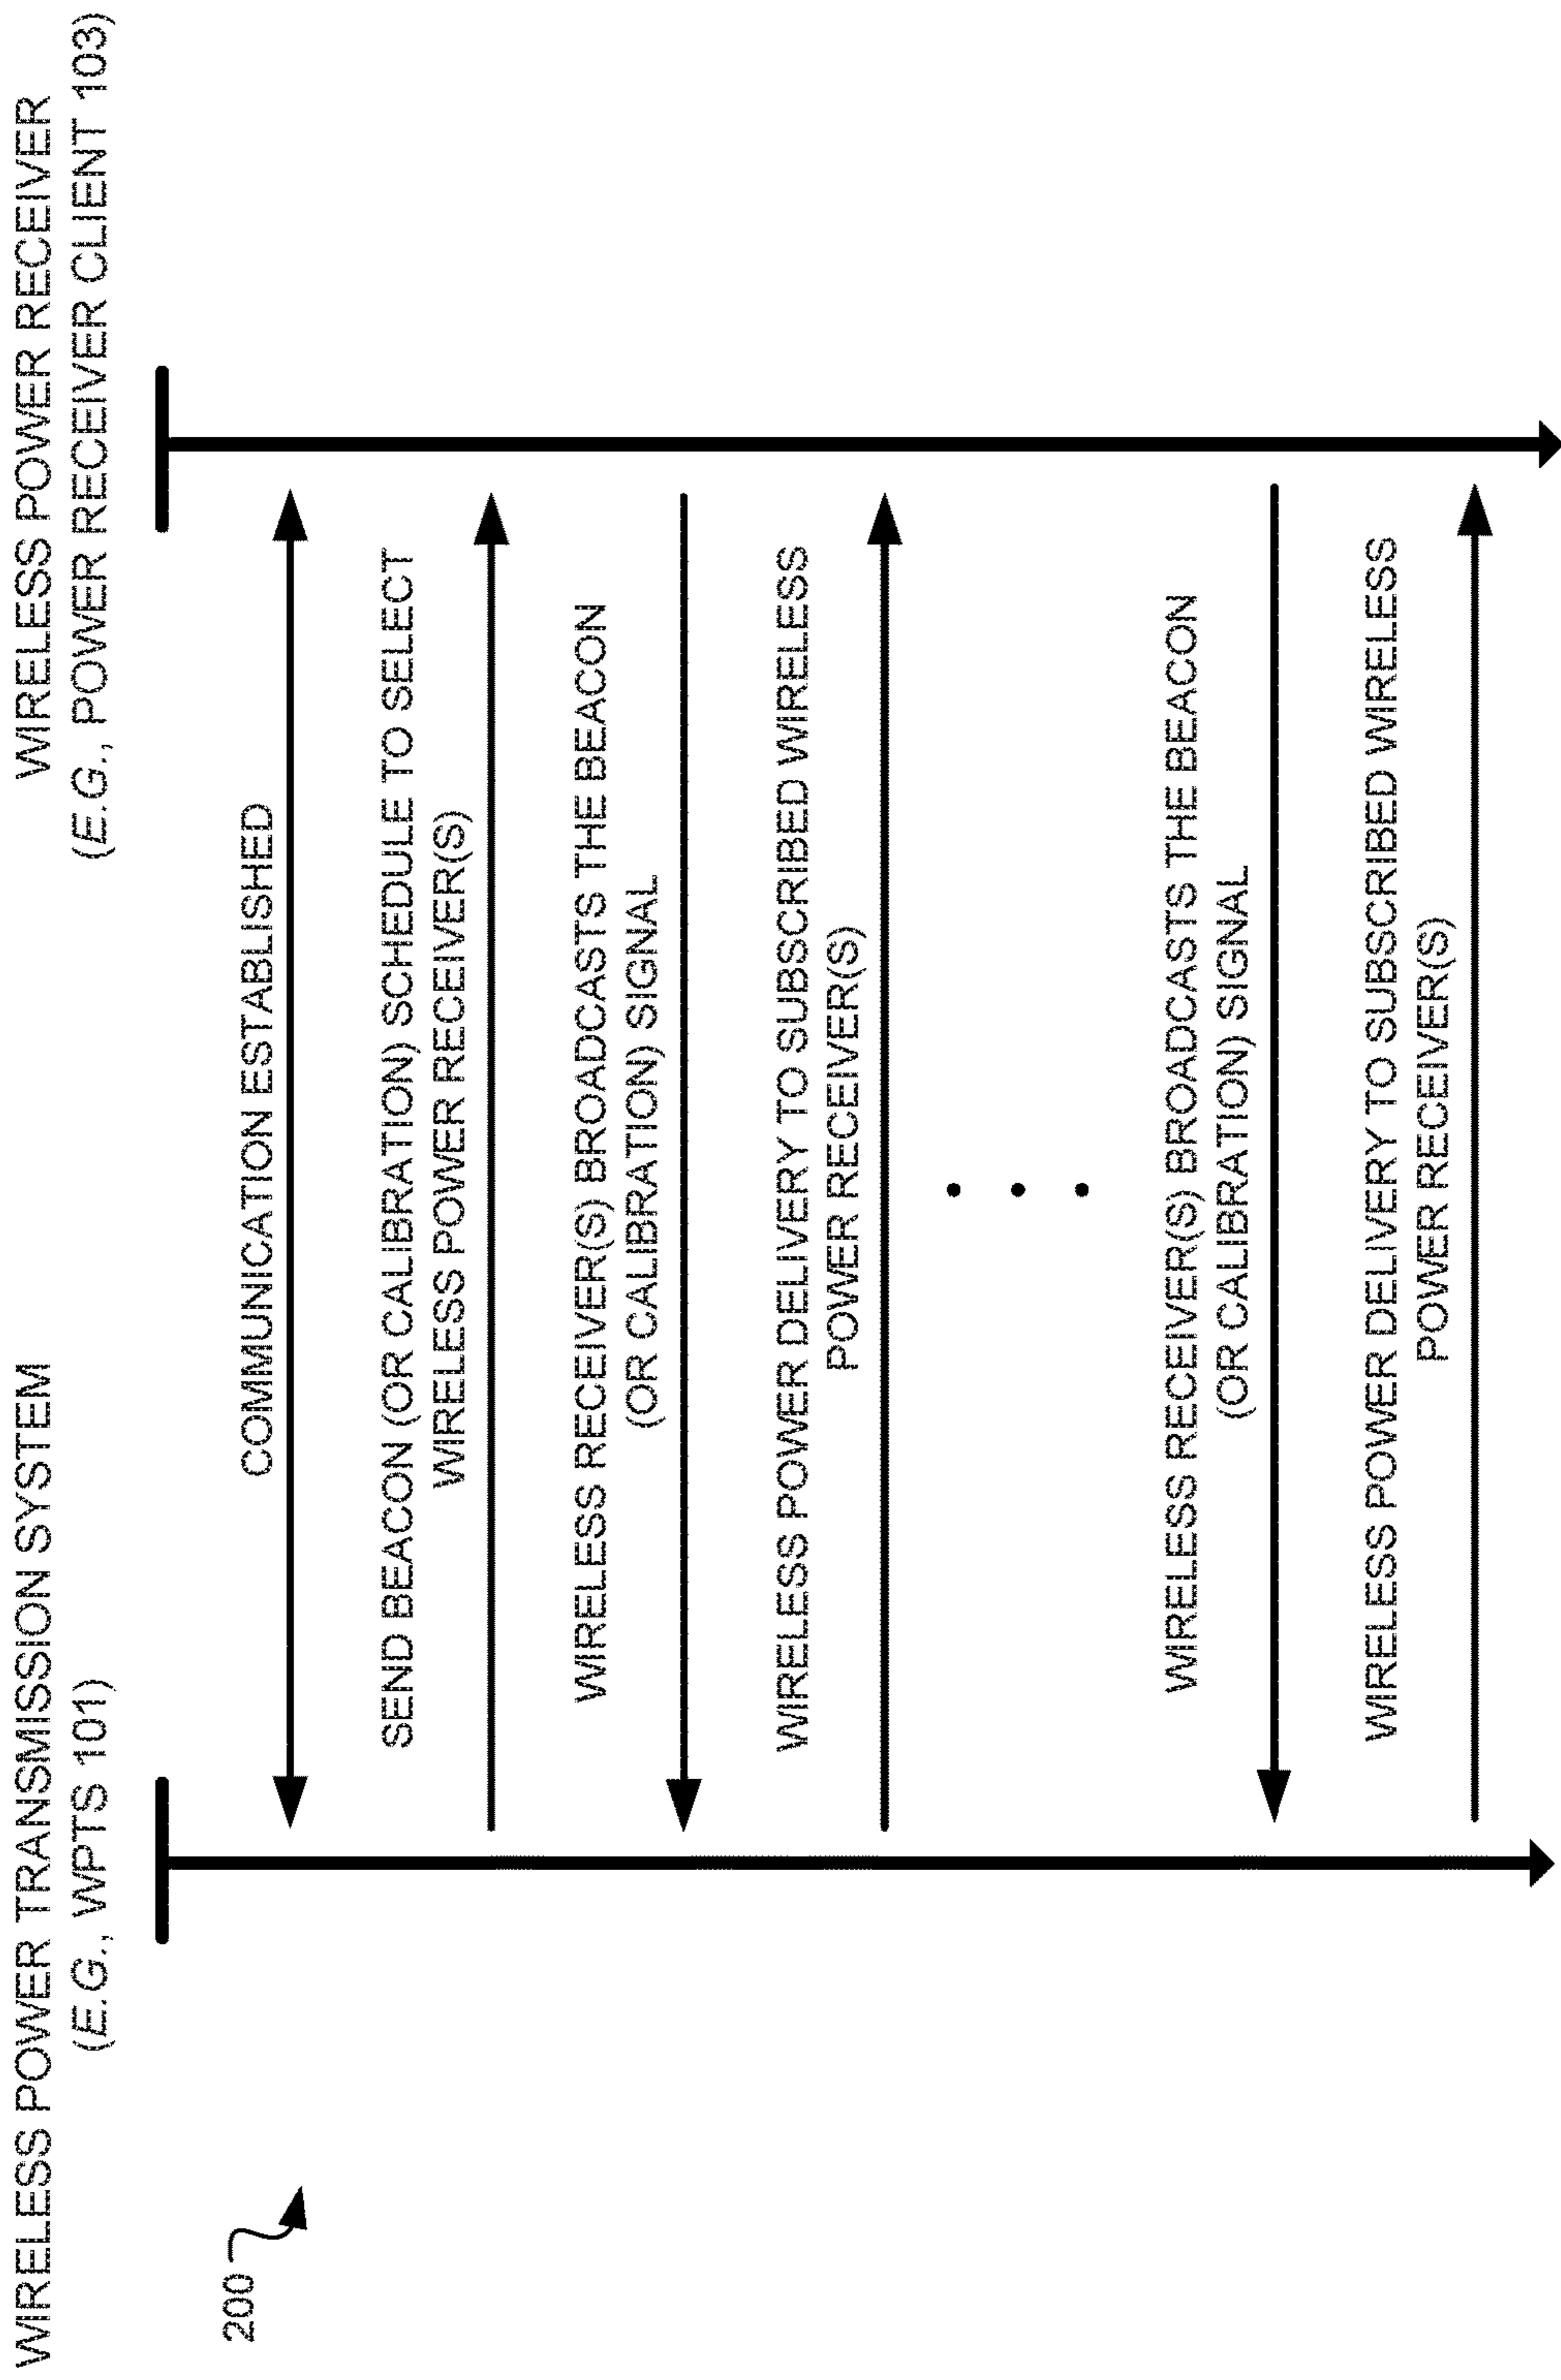 WIRELESS POWER TRANSMISSION SYSTEM
(E.G., WPTS 101)
WIRELESS POWER RECEIVER
(E.G., POWER RECEIVER CLIENT 103)
200
COMMUNICATION ESTABLISHED
SEND BEACON (OR CALIBRATION) SCHEDULE TO SELECT
WIRELESS POWER RECEIVER(S)
WIRELESS RECEIVER(S) BROADCASTS THE BEACON
(OR CALIBRATION) SIGNAL
WIRELESS POWER DELIVERY TO SUBSCRIBED WIRELESS
POWER RECEIVER(S)
WIRELESS RECEIVER(S) BROADCASTS THE BEACON
(OR CALIBRATION) SIGNAL
WIRELESS POWER DELIVERY TO SUBSCRIBED WIRELESS
POWER RECEIVER(S)